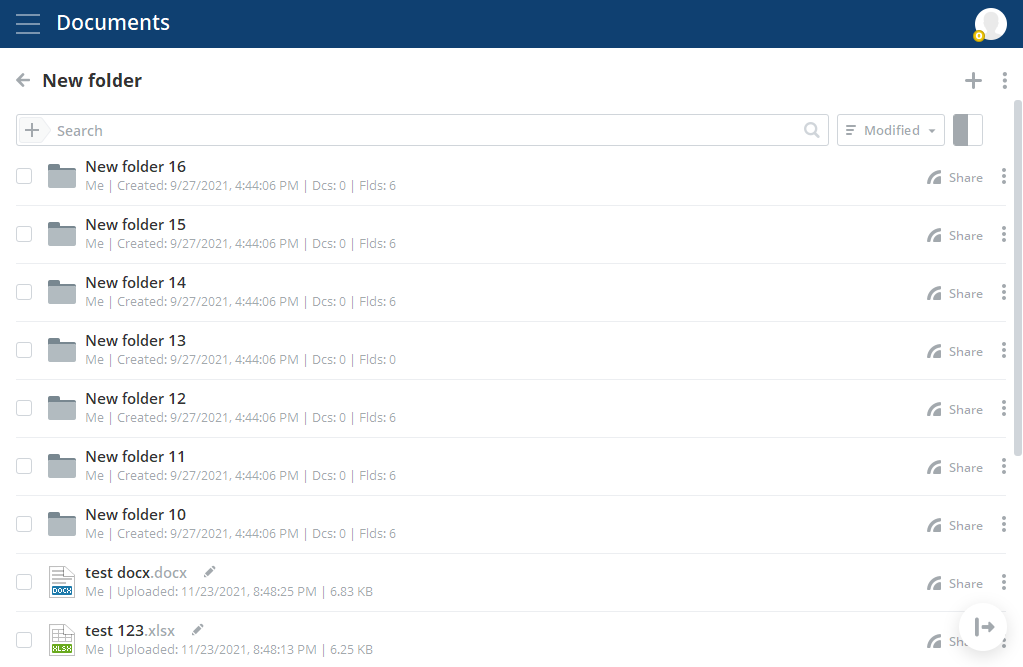 Documents
New folder
Search
Modified
New folder 16
Me | Created: 9/27/2021, 4:44:06 PM | Dcs: 0 | Flds: 6
Share
New folder 15
Me | Created: 9/27/2021, 4:44:06 PM | Dcs: 0 | Flds: 6
Share
New folder 14
Me | Created: 9/27/2021, 4:44:06 PM | Dcs: 0 | Flds: 6
Share
New folder 13
Me | Created: 9/27/2021, 4:44:06 PM | Dcs: 0 | Flds: 0
Share
New folder 12
Me | Created: 9/27/2021, 4:44:06 PM | Dcs: 0 | Flds: 6
Share
New folder 11
Me | Created: 9/27/2021, 4:44:06 PM | Dcs: 0 | Flds: 6
Share
New folder 10
Me | Created: 9/27/2021, 4:44:06 PM | Dcs: 0 | Flds: 6
Share
DOCX
test docx.docx
Me | Uploaded: 11/23/2021, 8:48:25 PM | 6.83 KB
Share
XLSX
test 123.xlsx
Me | Uploaded: 11/23/2021, 8:48:13 PM | 6.25 KB